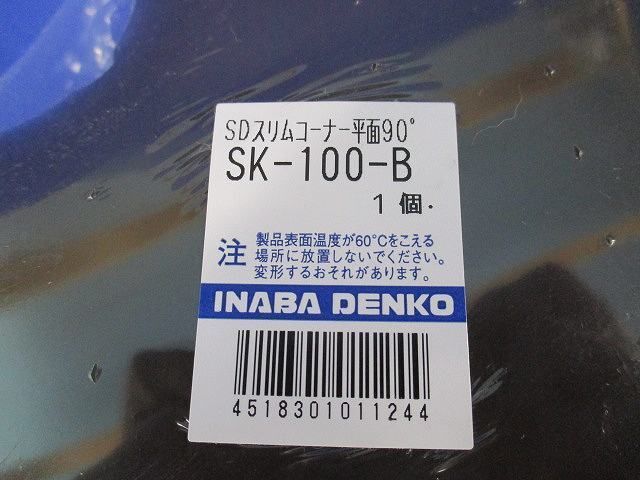 SDスリムコーナー平面90°
SK-100-B
1個.
注
製品表面温度が60℃をこえる
場所に放置しないでください。
変形するおそれがあります。
INABA DENKO
4518301011244